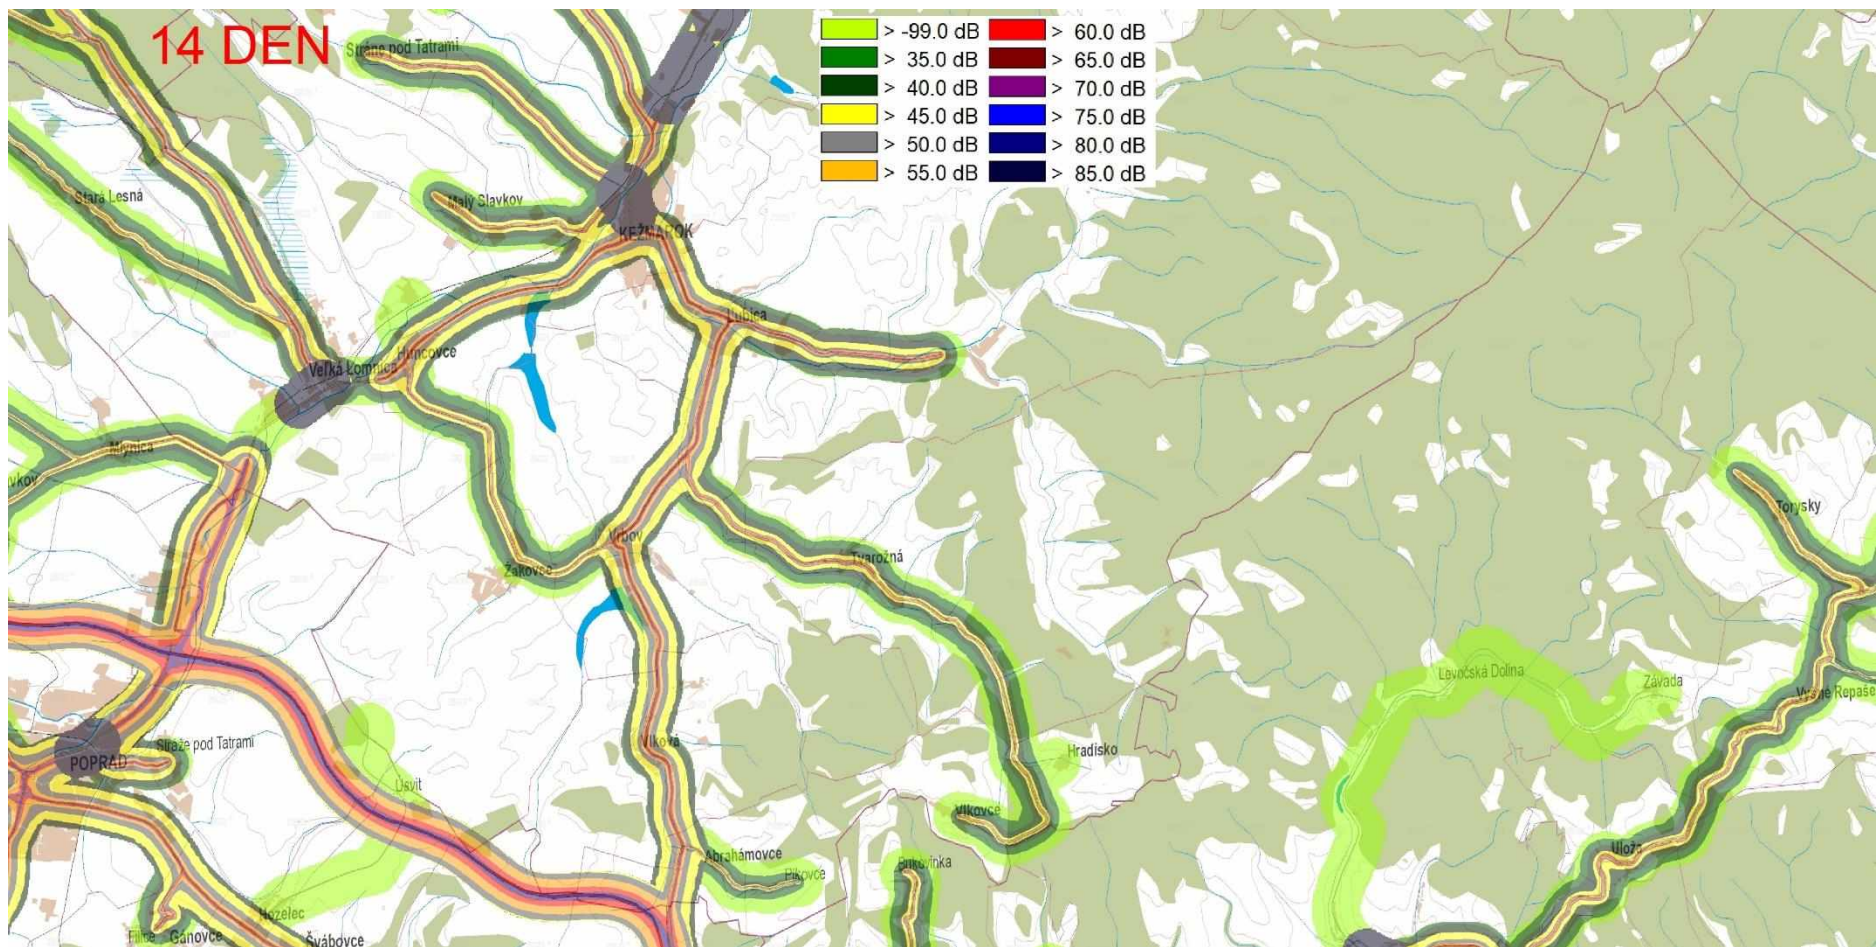 14 DEN
Stráne pod Tatrami
> -99.0 dB
> 35.0 dB
> 40.0 dB
> 45.0 dB
> 50.0 dB
> 55.0 dB
> 60.0 dB
> 65.0 dB
> 70.0 dB
> 75.0 dB
> 80.0 dB
> 85.0 dB
Stará Lesná
Malý Slavkov
KEŽMAROK
Ľubica
Huncovce
Veľká Lomnica
Mlynica
vkov
Vrbov
Žakovce
Tvarožná
Torysky
Levočská Dolina
Závada
Vyšné Repaše
Stráže pod Tatrami
POPRAD
Vlková
Hradisko
Úsvit
Vlkovce
Abrahámovce
Pikovce
Bukovinka
Uloža
Hozelec
Filice
Gánovce
Švábovce